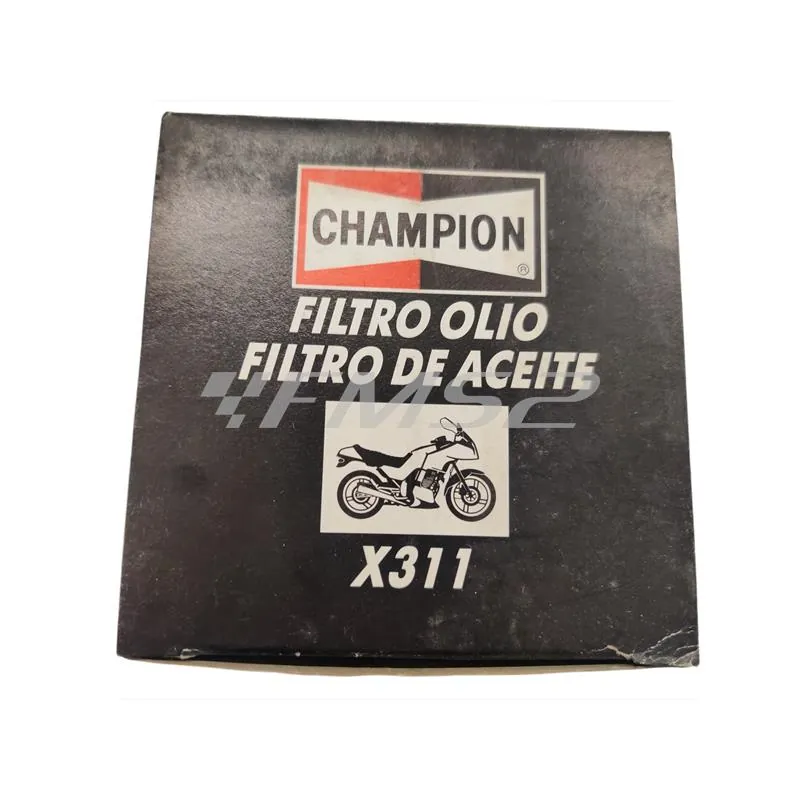 CHAMPION
®
FILTRO OLIO
FILTRO DE ACEITE
FMS2
X311